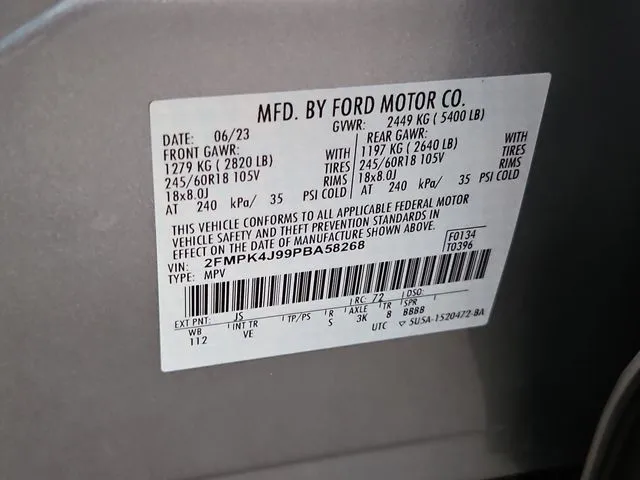 MFD. BY FORD MOTOR CO.
DATE: 06/23 GVWR: 2449 KG ( 5400 LB)
FRONT GAWR: WITH REAR GAWR: WITH
1279 KG ( 2820 LB) TIRES 1197 KG ( 2640 LB) TIRES
245/60R18 105V RIMS 245/60R18 105V RIMS
18x8.0J 18x8.0J
AT 240 kPa/ 35 PSI COLD AT 240 kPa/ 35 PSI COLD
THIS VEHICLE CONFORMS TO ALL APPLICABLE FEDERAL MOTOR
VEHICLE SAFETY AND THEFT PREVENTION STANDARDS IN
EFFECT ON THE DATE OF MANUFACTURE SHOWN ABOVE.
VIN: 2FMPK4J99PBA58268 F0134
TYPE: MPV T0396
EXT PNT: JS RC: 72 DSO:
WB INT TR TP/PS R AXLE TR SPR
112 VE S 3K 8 BBBB
UTC ▽ 5U5A-1520472-BA